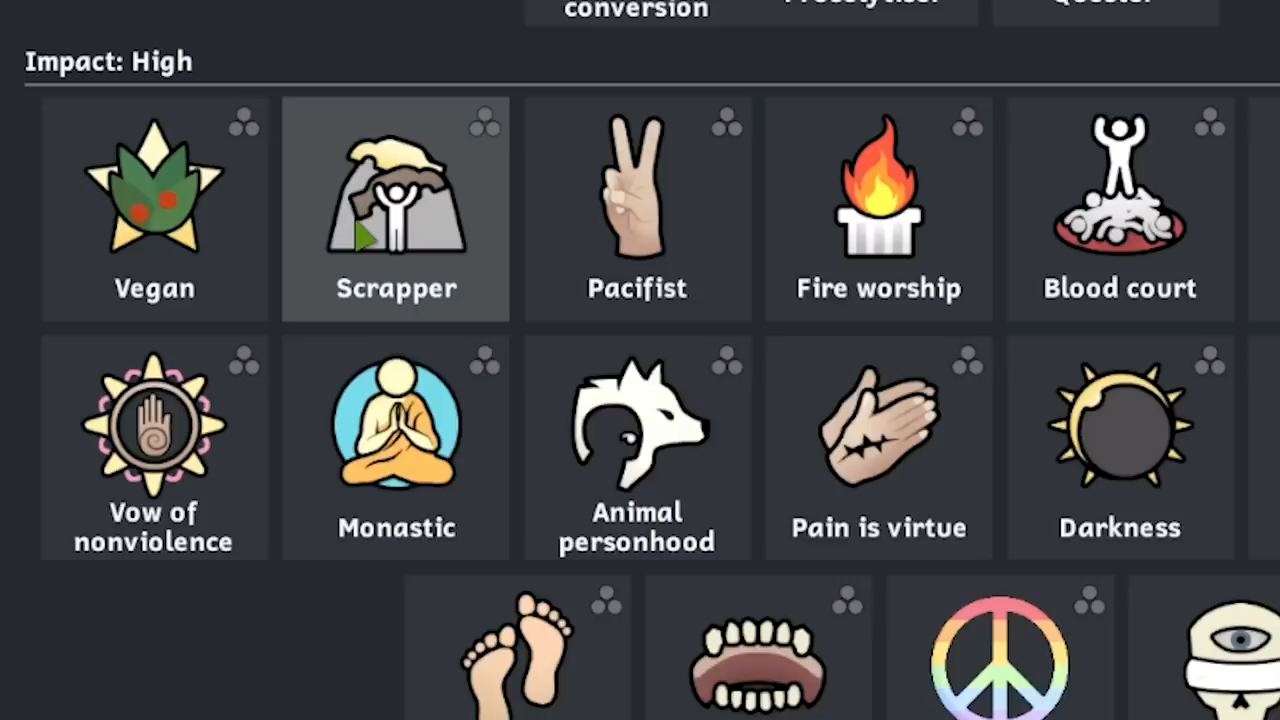 conversion
Impact: High
Vegan
Scrapper
Pacifist
Fire worship
Blood court
Vow of
nonviolence
Monastic
Animal
personhood
Pain is virtue
Darkness